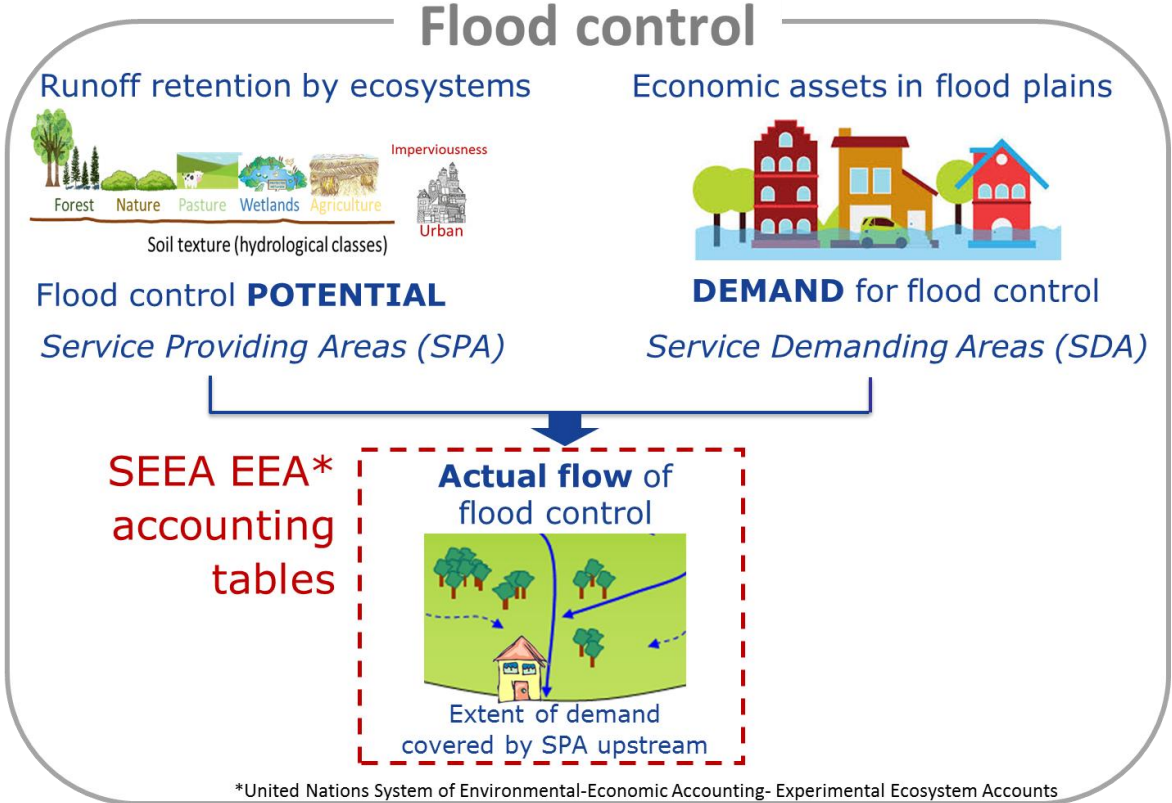 Flood control
Runoff retention by ecosystems
Forest
Nature
Pasture
Wetlands
Agriculture
Imperviousness
Urban
Soil texture (hydrological classes)
Flood control POTENTIAL
Service Providing Areas (SPA)
Economic assets in flood plains
DEMAND for flood control
Service Demanding Areas (SDA)
SEEA EEA*
accounting
tables
Actual flow of
flood control
Extent of demand
covered by SPA upstream
*United Nations System of Environmental-Economic Accounting- Experimental Ecosystem Accounts